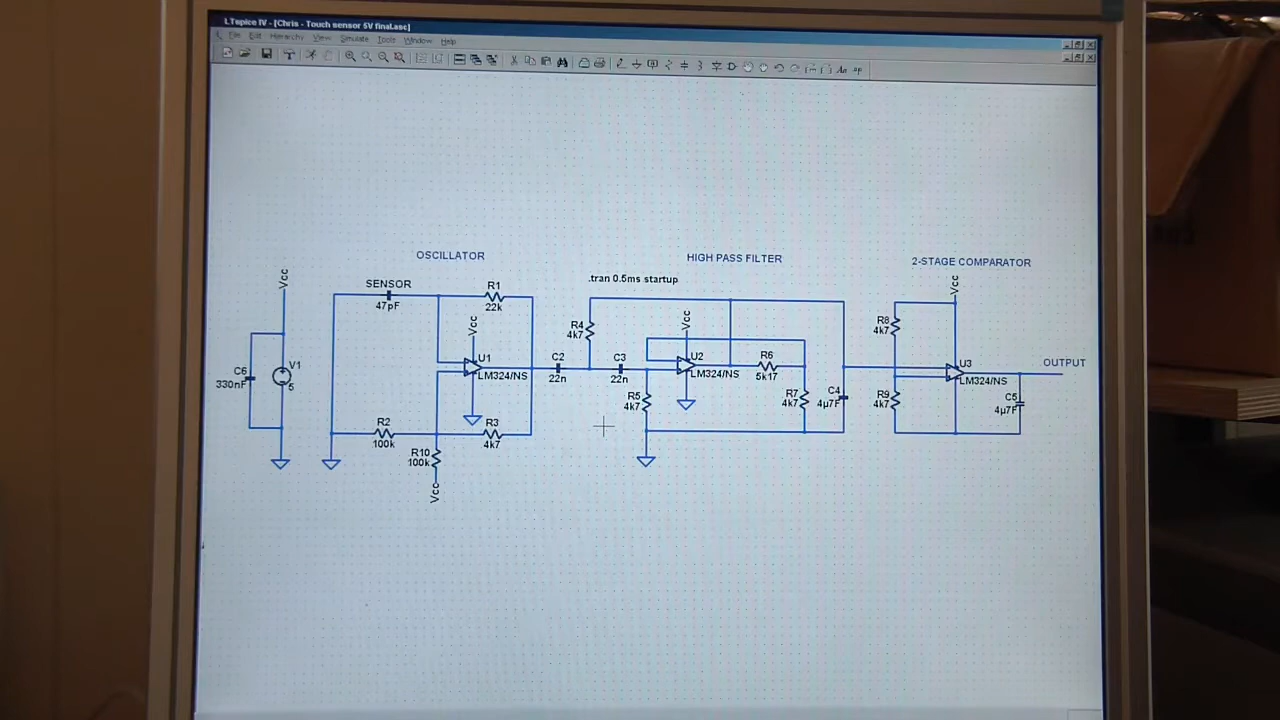 LTspice IV - [Chris - Touch sensor 5V final.asc]
File Edit Hierarchy View Simulate Tools Window Help
OSCILLATOR
HIGH PASS FILTER
2-STAGE COMPARATOR
.tran 0.5ms startup
Vcc
SENSOR
47pF
R1
22k
Vcc
U1
LM324/NS
R2
100k
R3
4k7
R10
100k
Vcc
C6
330nF
V1
5
C2
22n
R4
4k7
C3
22n
R5
4k7
Vcc
U2
LM324/NS
R6
5k17
R7
4k7
C4
4µ7F
R8
4k7
R9
4k7
Vcc
U3
LM324/NS
C5
4µ7F
OUTPUT